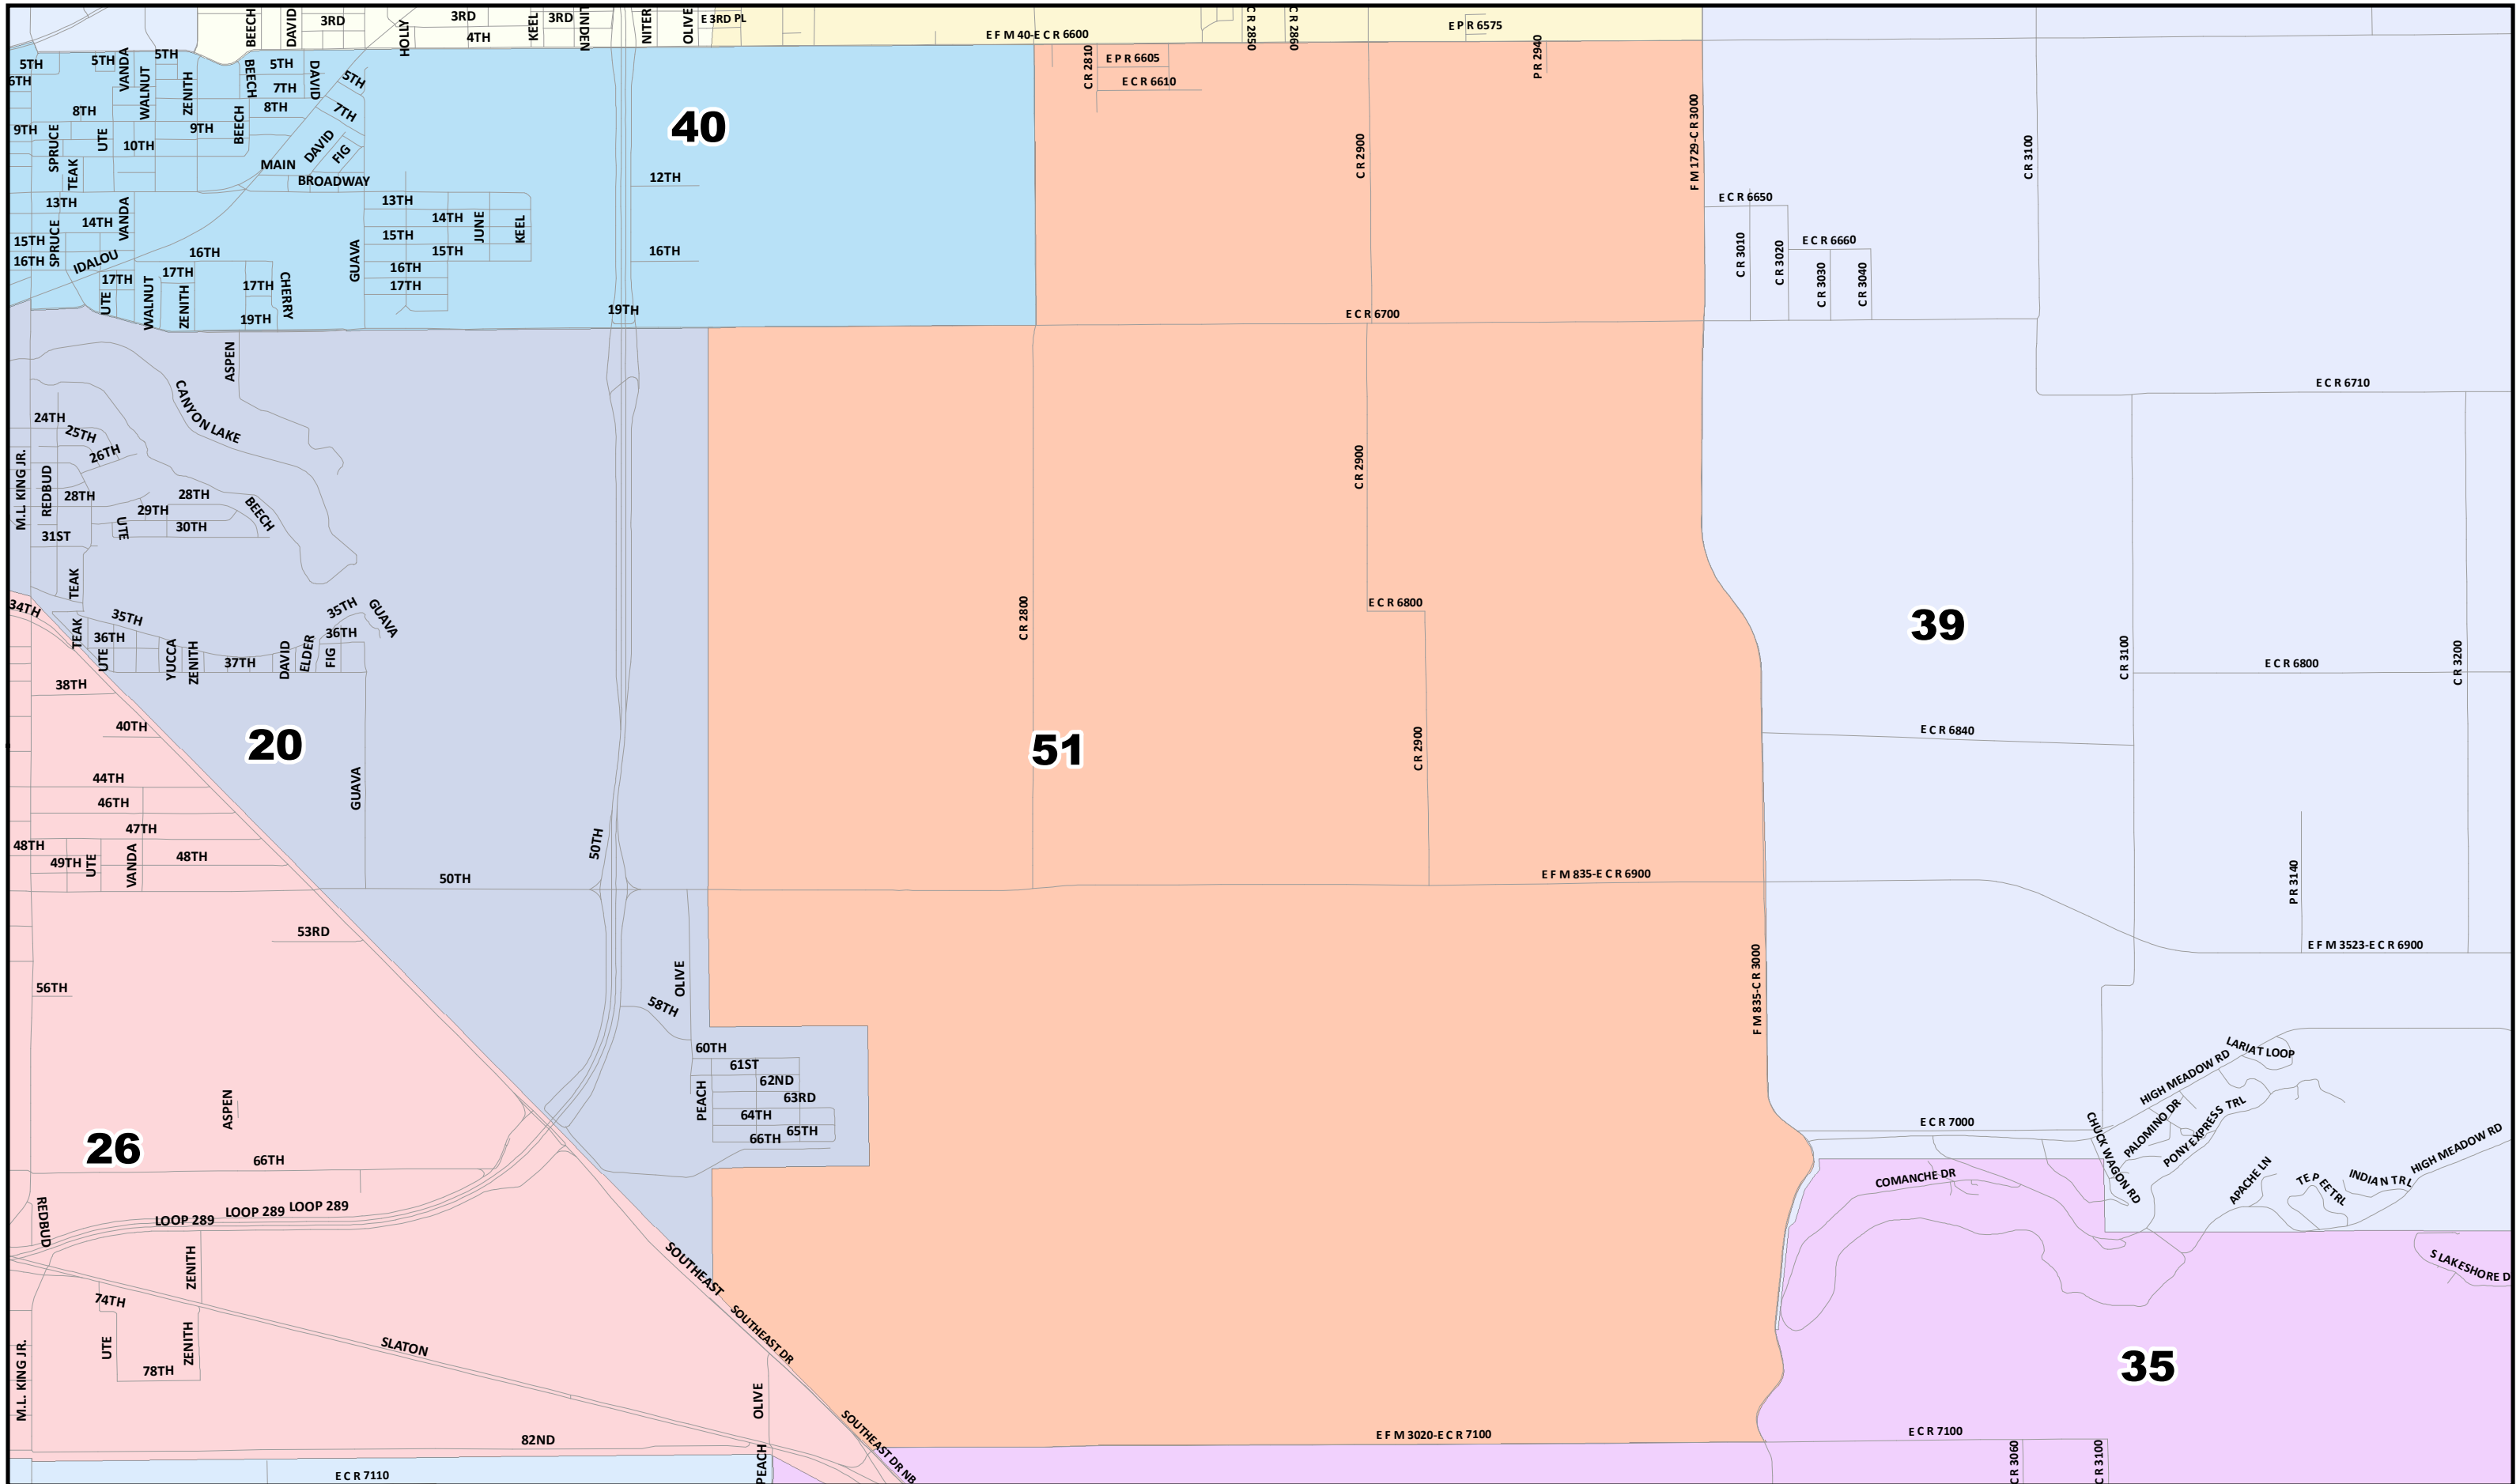 BEECH
DAVID
3RD
HOLLY
3RD
4TH
KEEL
3RD
LINDEN
NITER
OLIVE
E 3RD PL
E F M 40-E C R 6600
C R 2850
C R 2860
E P R 6575
5TH
6TH
5TH
VANDA
WALNUT
5TH
ZENITH
BEECH
5TH
7TH
DAVID
5TH
8TH
8TH
7TH
C R 2810
E P R 6605
E C R 6610
P R 2940
40
9TH
SPRUCE
UTE
9TH
BEECH
10TH
TEAK
DAVID
FIG
MAIN
BROADWAY
12TH
C R 2900
F M 1729-C R 3000
C R 3100
E C R 6650
13TH
VANDA
14TH
15TH
SPRUCE
16TH
IDALOU
16TH
13TH
14TH
JUNE
KEEL
15TH
15TH
GUAVA
16TH
17TH
16TH
C R 3010
C R 3020
E C R 6660
C R 3030
C R 3040
17TH
UTE
17TH
WALNUT
ZENITH
17TH
CHERRY
19TH
19TH
E C R 6700
ASPEN
CANYON LAKE
E C R 6710
24TH
25TH
26TH
M.L. KING JR.
REDBUD
28TH
28TH
29TH
UTE
30TH
BEECH
31ST
TEAK
C R 2900
34TH
35TH
35TH
GUAVA
TEAK
36TH
UTE
YUCCA
ZENITH
37TH
DAVID
ELDER
FIG
36TH
C R 2800
E C R 6800
39
C R 3100
E C R 6800
C R 3200
38TH
40TH
20
51
C R 2900
E C R 6840
44TH
46TH
GUAVA
47TH
48TH
49TH
UTE
VANDA
48TH
50TH
50TH
E F M 835-E C R 6900
P R 3140
53RD
E F M 3523-E C R 6900
56TH
OLIVE
58TH
F M 835-C R 3000
60TH
61ST
62ND
PEACH
63RD
64TH
65TH
66TH
LARIAT LOOP
HIGH MEADOW RD
PALOMINO DR
PONY EXPRESS TRL
CHUCK WAGON RD
E C R 7000
ASPEN
26
66TH
COMANCHE DR
APACHE LN
TE P EE TRL
INDIAN TRL
HIGH MEADOW RD
REDBUD
LOOP 289
LOOP 289
LOOP 289
ZENITH
SOUTHEAST
S LAKESHORE D
74TH
UTE
ZENITH
SLATON
SOUTHEAST DR
78TH
M.L. KING JR.
OLIVE
35
82ND
SOUTHEAST DR NB
E F M 3020-E C R 7100
E C R 7100
C R 3060
C R 3100
PEACH
E C R 7110